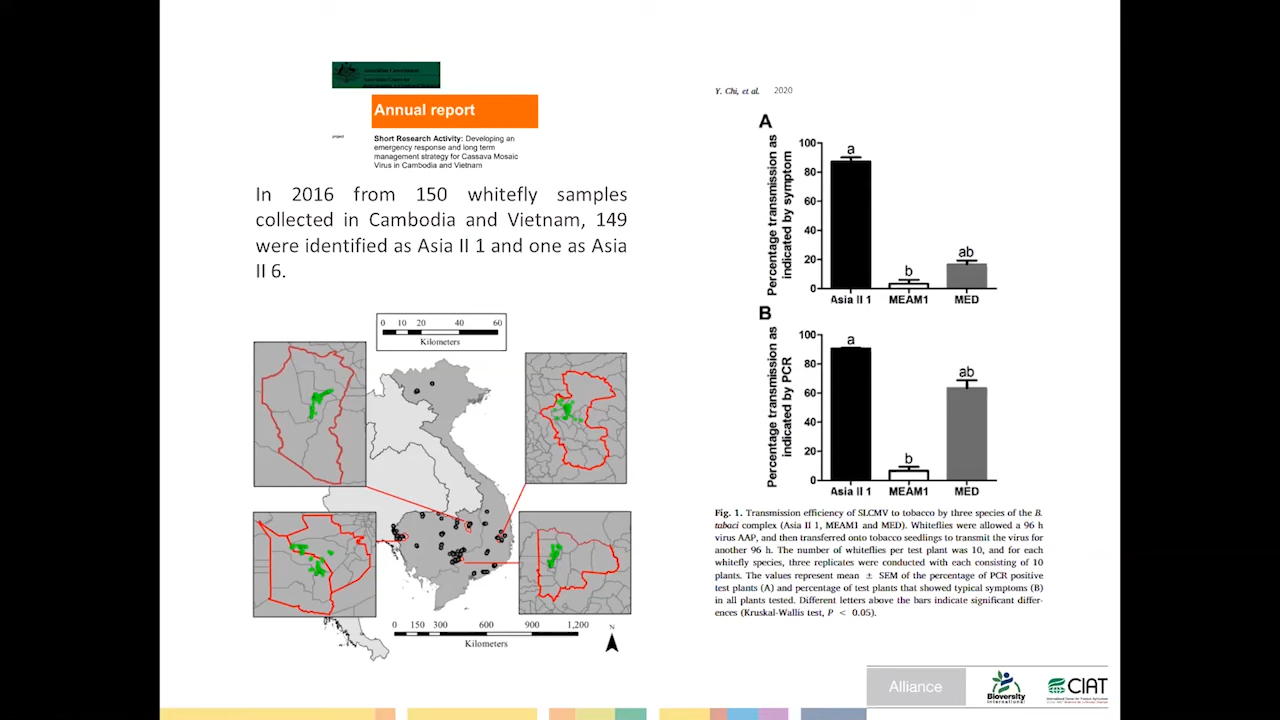 Australian Government
Annual report
project
Short Research Activity: Developing an
emergency response and long term
management strategy for Cassava Mosaic
Virus in Cambodia and Vietnam
In 2016 from 150 whitefly samples
collected in Cambodia and Vietnam, 149
were identified as Asia II 1 and one as Asia
II 6.
0 10 20 40 60
Kilometers
0 150 300 600 900 1,200
Kilometers
N
Y. Chi, et al. 2020
A
Percentage transmission as
indicated by symptom
100
80
60
40
20
0
a
b
ab
Asia II 1 MEAM1 MED
B
Percentage transmission as
indicated by PCR
100
80
60
40
20
0
a
b
ab
Asia II 1 MEAM1 MED
Fig. 1. Transmission efficiency of SLCMV to tobacco by three species of the B.
tabaci complex (Asia II 1, MEAM1 and MED). Whiteflies were allowed a 96 h
virus AAP, and then transferred onto tobacco seedlings to transmit the virus for
another 96 h. The number of whiteflies per test plant was 10, and for each
whitefly species, three replicates were conducted with each consisting of 10
plants. The values represent mean ± SEM of the percentage of PCR positive
test plants (A) and percentage of test plants that showed typical symptoms (B)
in all plants tested. Different letters above the bars indicate significant differ-
ences (Kruskal-Wallis test, P < 0.05).
Alliance
Bioversity
International
CIAT